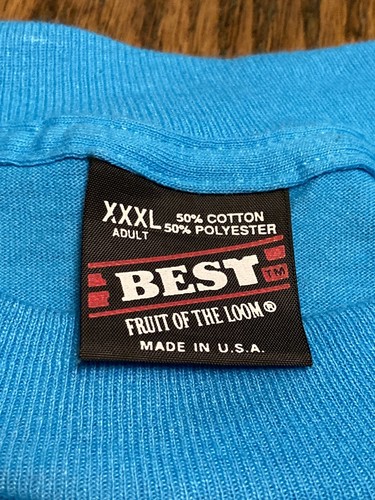 XXXL 50% COTTON
ADULT 50% POLYESTER
BEST™
FRUIT OF THE LOOM®
MADE IN U.S.A.